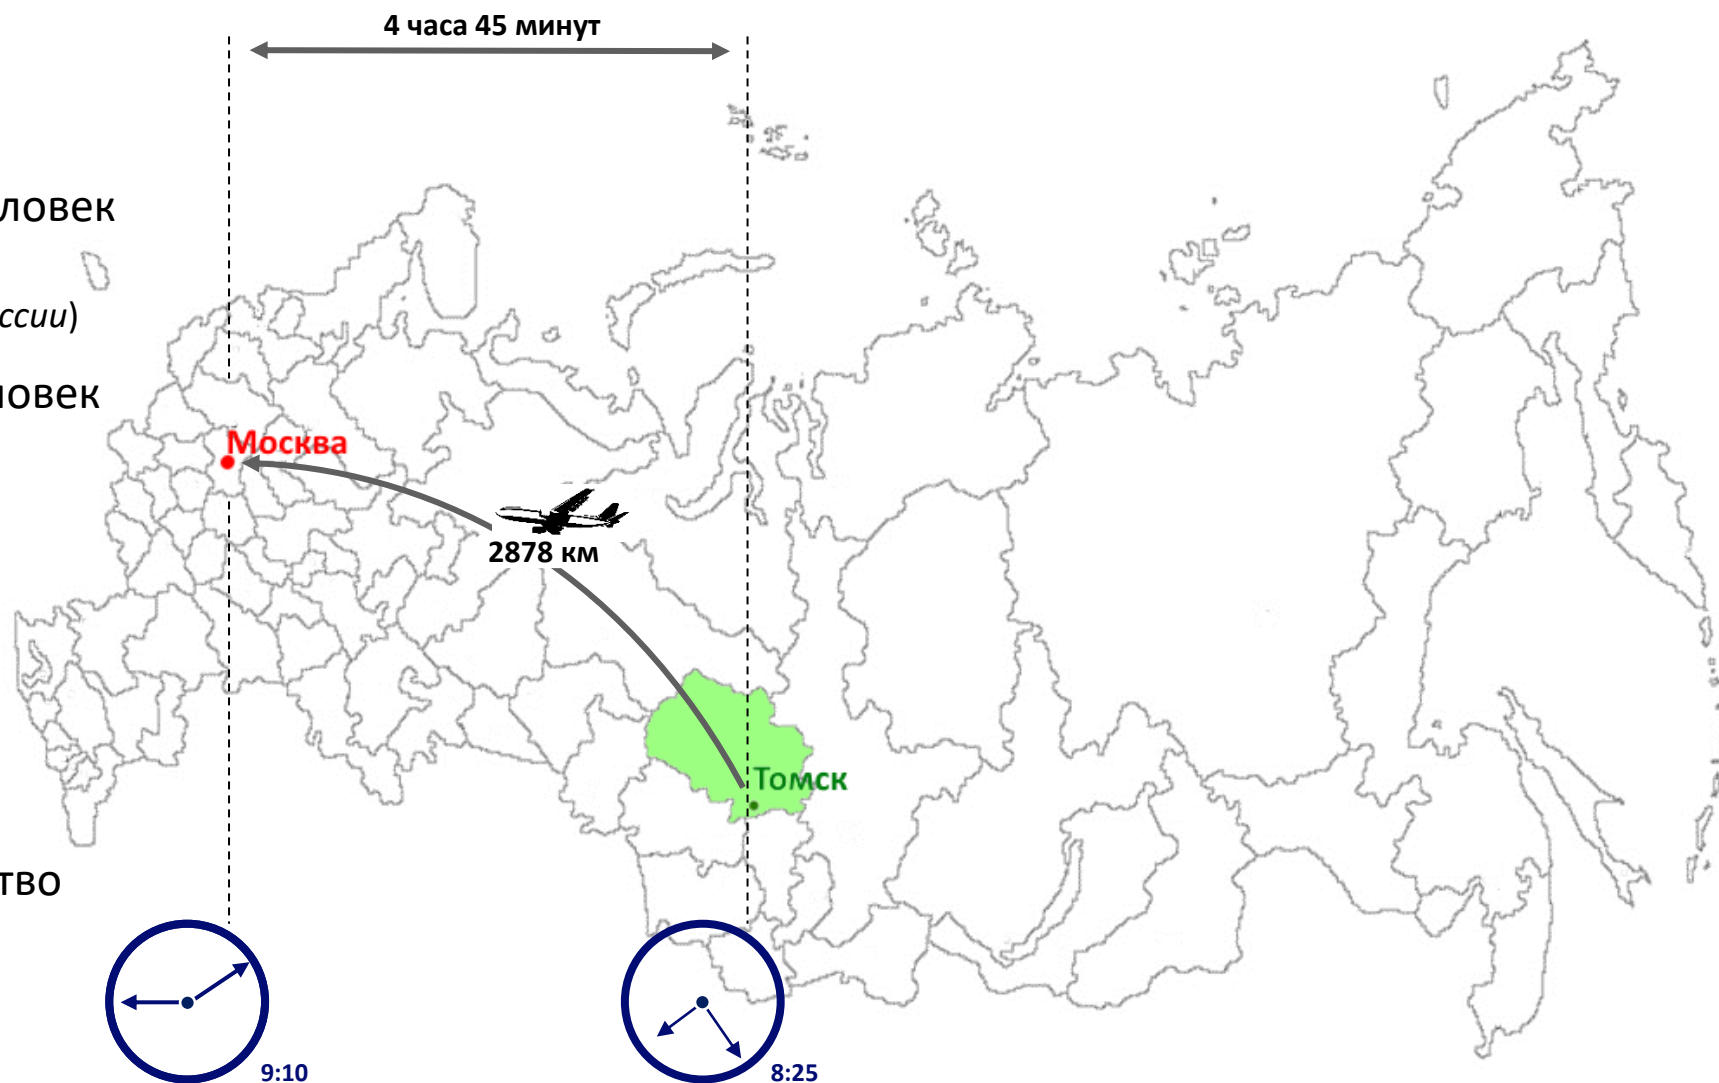 4 часа 45 минут
ловек
ссии)
ловек
Москва
2878 км
Томск
тво
9:10
8:25